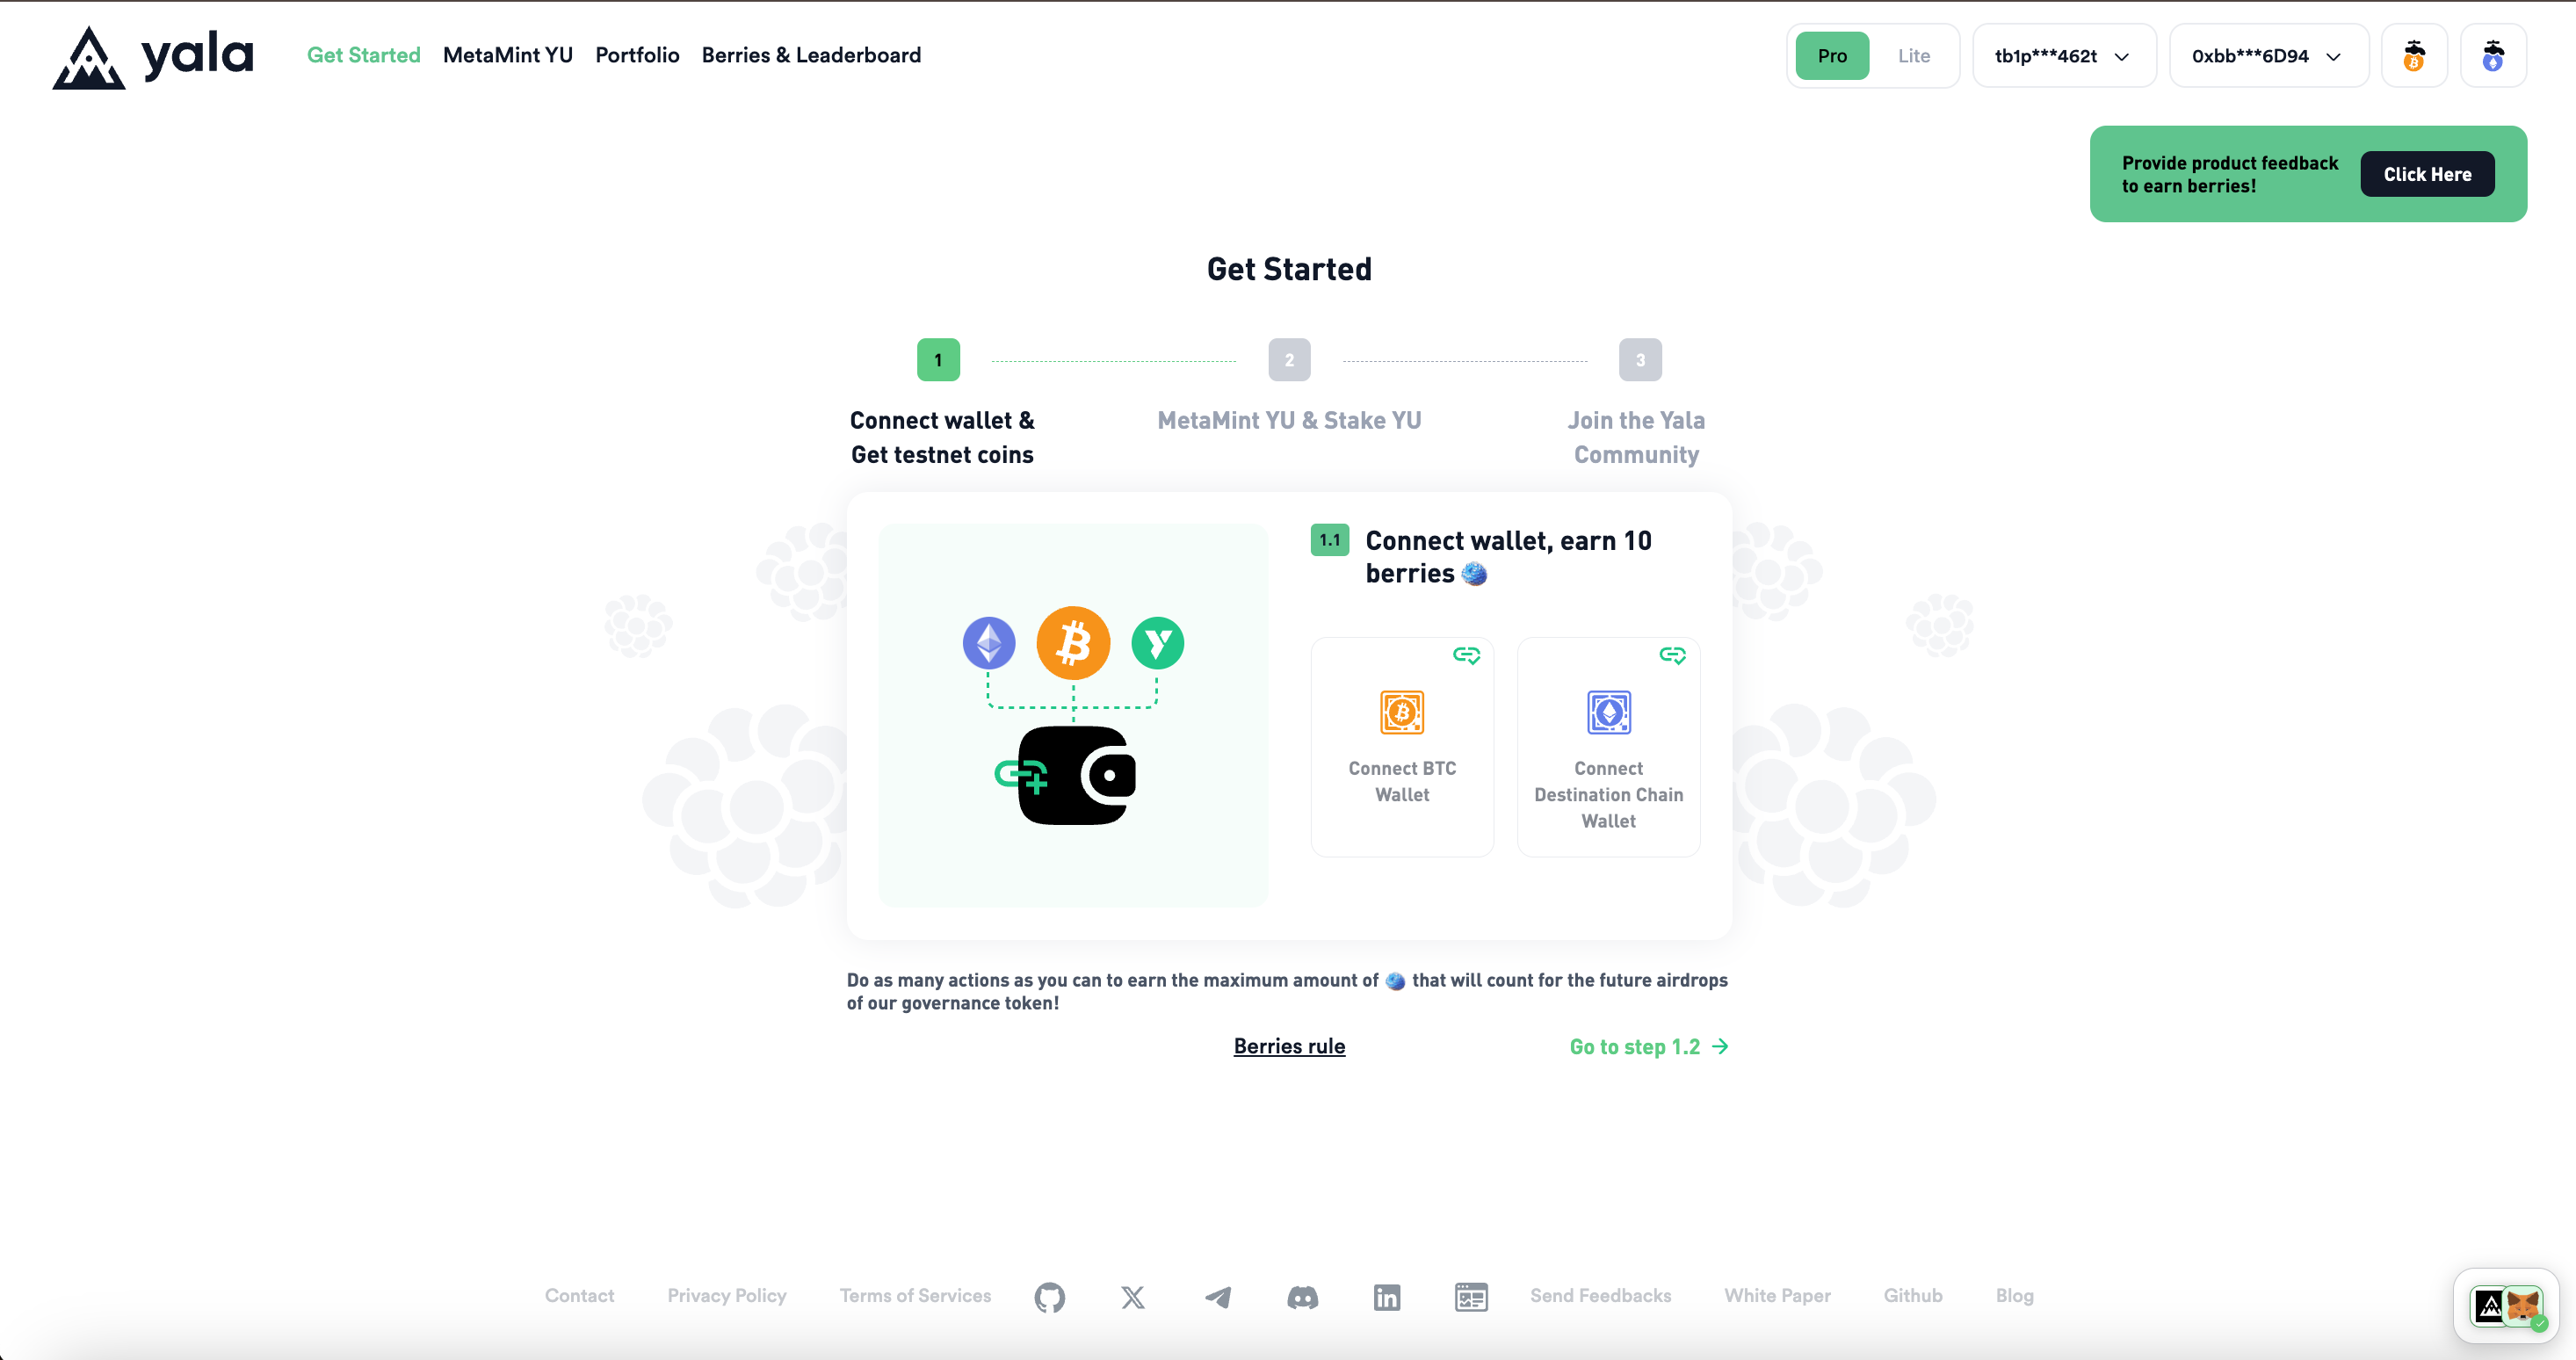 yala
Get Started
MetaMint YU
Portfolio
Berries & Leaderboard
Pro
Lite
tb1p***462t
0xbb***6D94
Provide product feedback
to earn berries!
Click Here
Get Started
1
2
3
Connect wallet &
Get testnet coins
MetaMint YU & Stake YU
Join the Yala
Community
1.1
Connect wallet, earn 10
berries
Connect BTC
Wallet
Connect
Destination Chain
Wallet
Do as many actions as you can to earn the maximum amount of that will count for the future airdrops
of our governance token!
Berries rule
Go to step 1.2
Contact
Privacy Policy
Terms of Services
Send Feedbacks
White Paper
Github
Blog